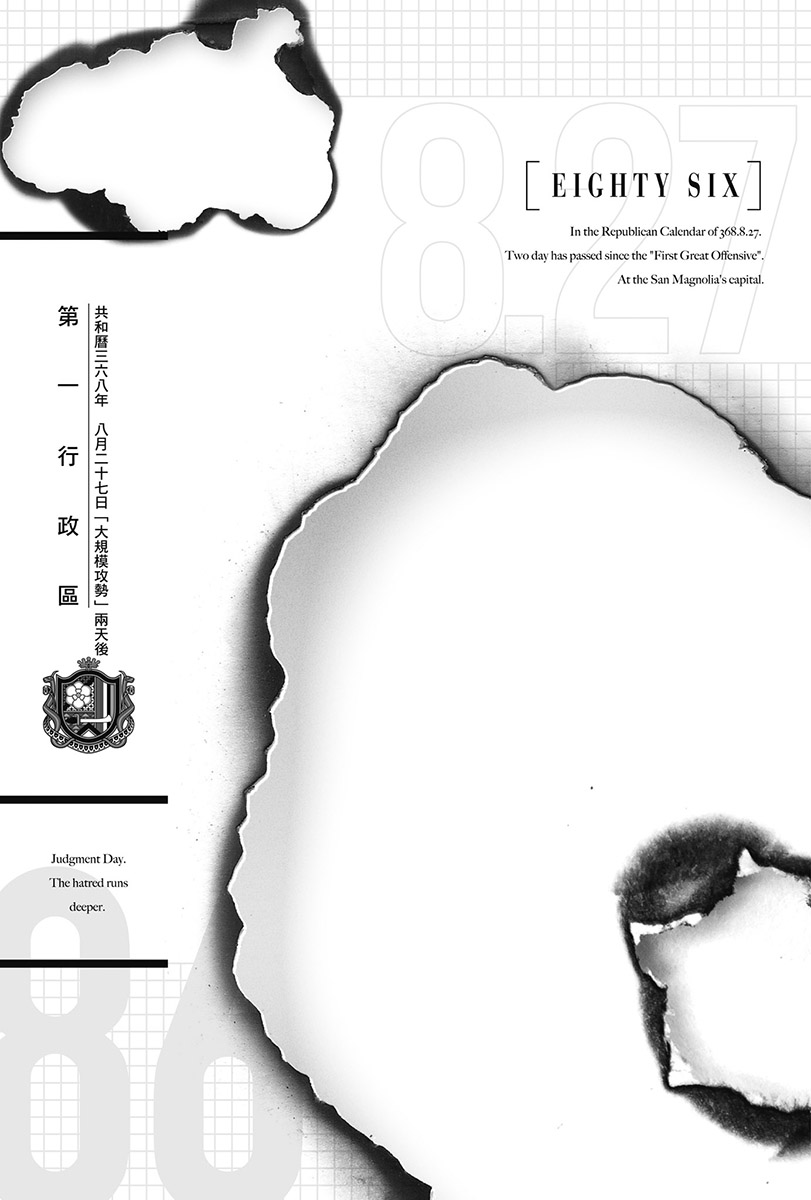 8.27
[ EIGHTY SIX ]
In the Republican Calendar of 368.8.27.
Two day has passed since the "First Great Offensive".
At the San Magnolia's capital.
共和曆三六八年 八月二十七日「大規模攻勢」兩天後
第一行政區
Judgment Day.
The hatred runs
deeper.
86